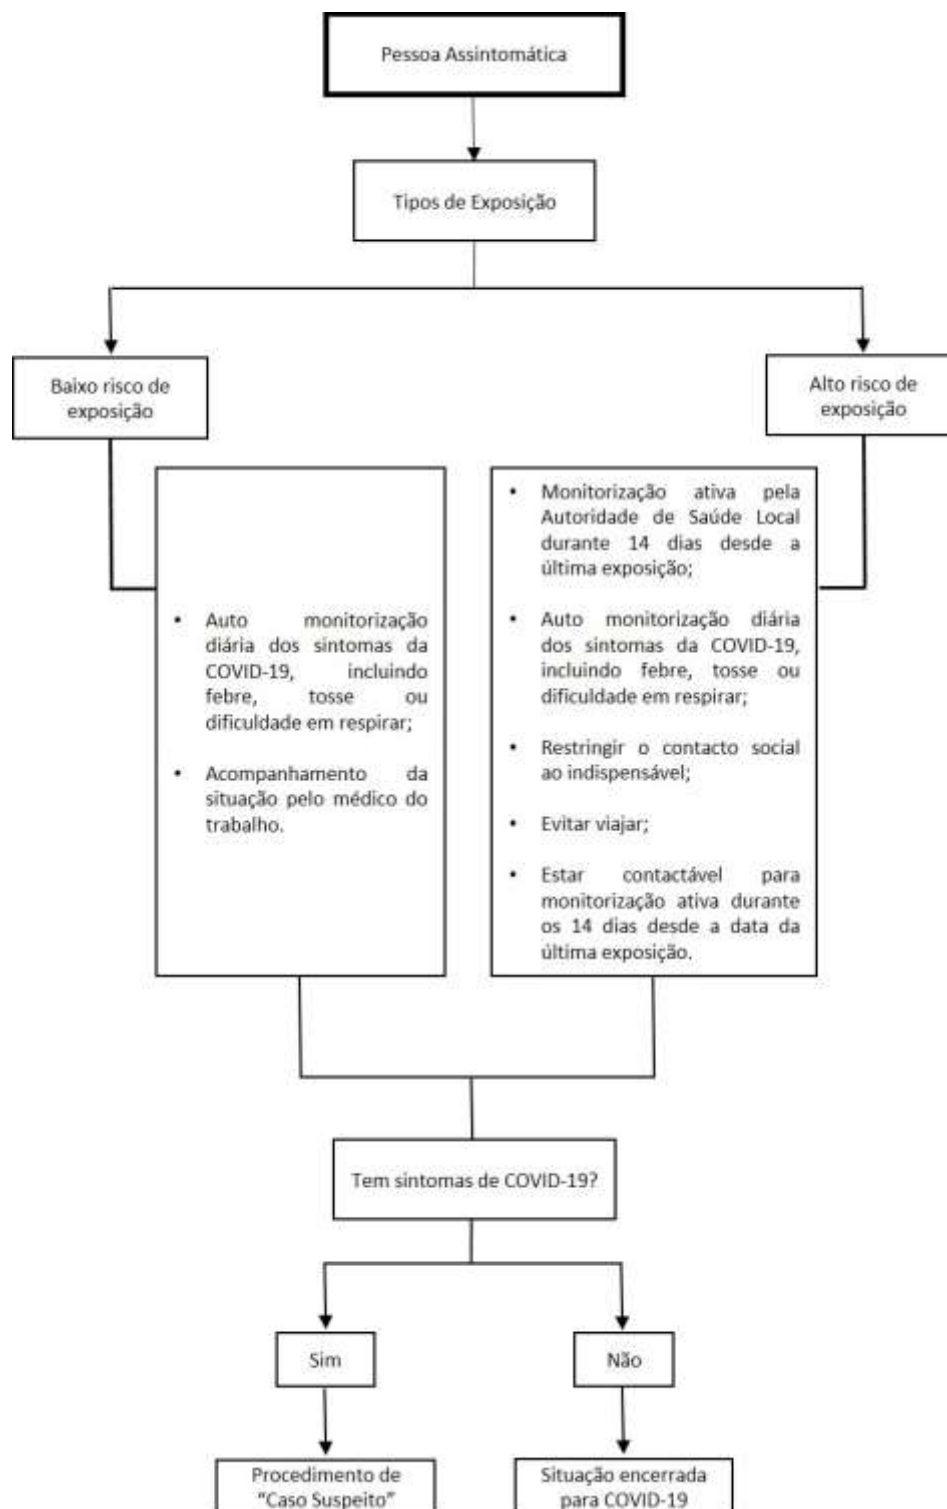 Pessoa Assintomática
Tipos de Exposição
Baixo risco de
exposição
Alto risco de
exposição
• Auto monitorização
diária dos sintomas da
COVID-19, incluindo
febre, tosse ou
dificuldade em respirar;
• Acompanhamento da
situação pelo médico do
trabalho.
• Monitorização ativa pela
Autoridade de Saúde Local
durante 14 dias desde a
última exposição;
• Auto monitorização diária
dos sintomas da COVID-19,
incluindo febre, tosse ou
dificuldade em respirar;
• Restringir o contacto social
ao indispensável;
• Evitar viajar;
• Estar contactável para
monitorização ativa durante
os 14 dias desde a data da
última exposição.
Tem sintomas de COVID-19?
Sim
Não
Procedimento de
"Caso Suspeito"
Situação encerrada
para COVID-19